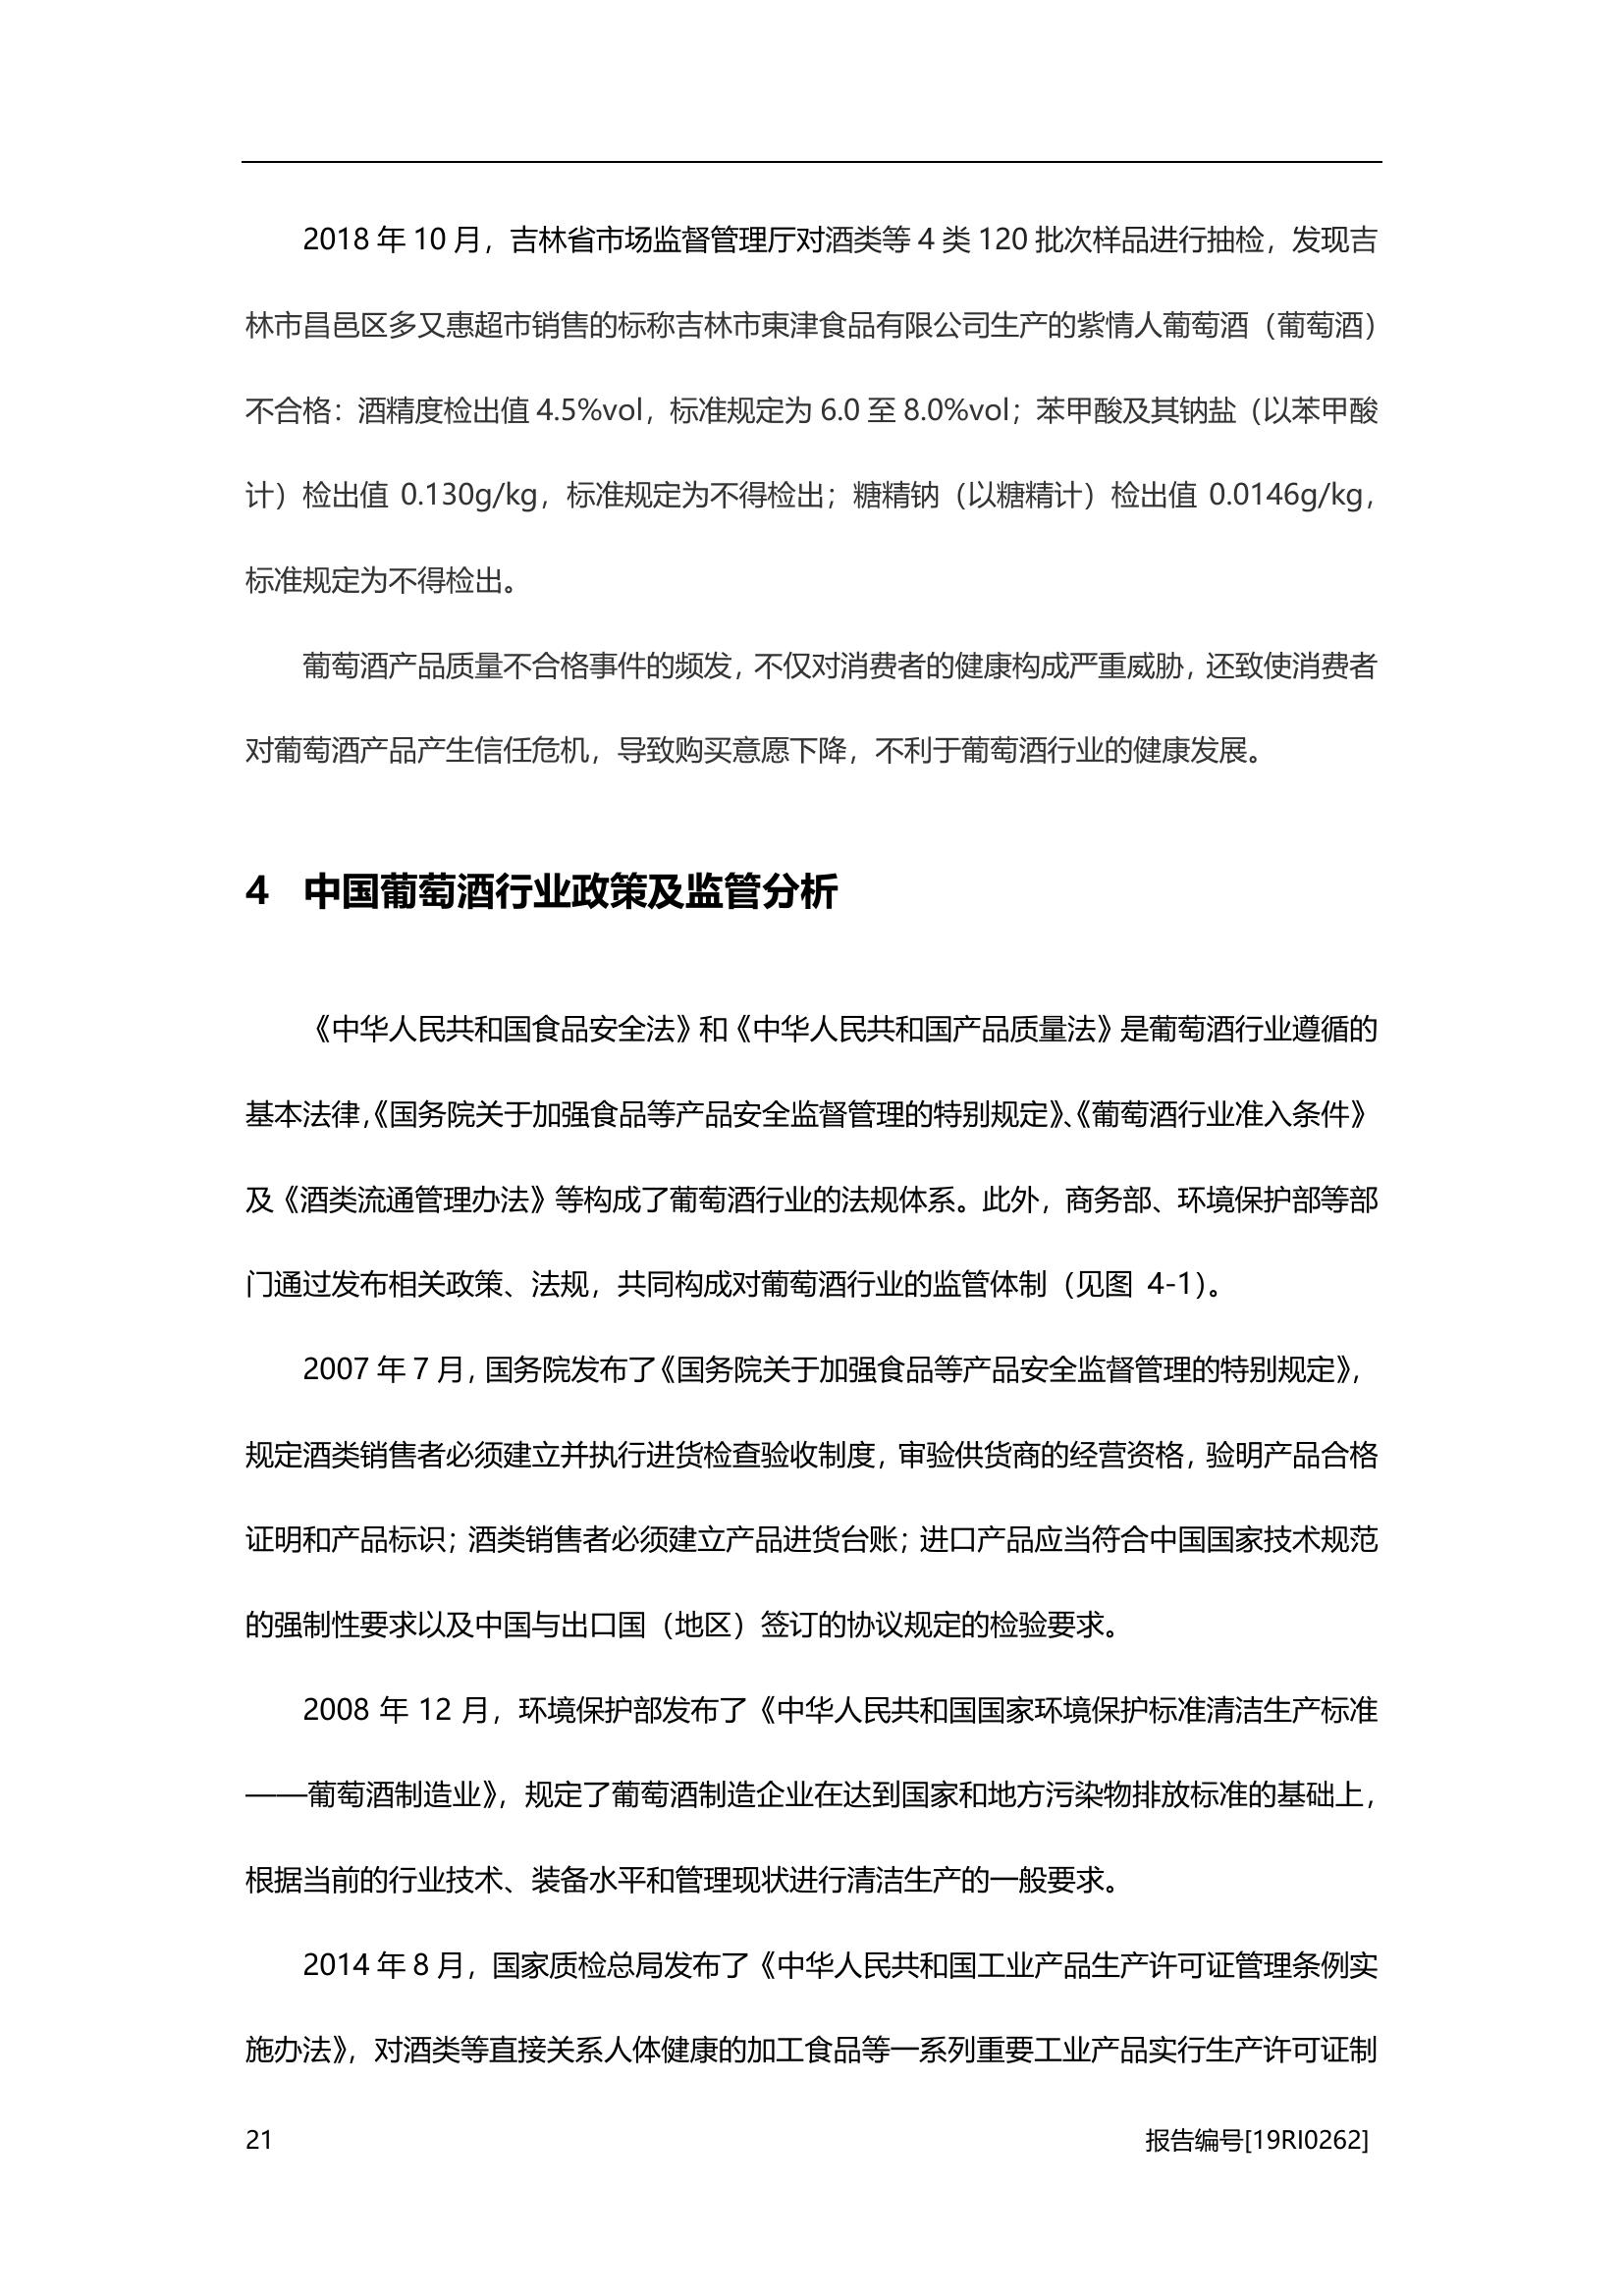 2018 年 10 月，吉林省市场监督管理厅对酒类等 4 类 120 批次样品进行抽检，发现吉
林市昌邑区多又惠超市销售的标称吉林市東津食品有限公司生产的紫情人葡萄酒（葡萄酒）
不合格：酒精度检出值 4.5%vol，标准规定为 6.0 至 8.0%vol；苯甲酸及其钠盐（以苯甲酸
计）检出值 0.130g/kg，标准规定为不得检出；糖精钠（以糖精计）检出值 0.0146g/kg，
标准规定为不得检出。
葡萄酒产品质量不合格事件的频发，不仅对消费者的健康构成严重威胁，还致使消费者
对葡萄酒产品产生信任危机，导致购买意愿下降，不利于葡萄酒行业的健康发展。
4 中国葡萄酒行业政策及监管分析
《中华人民共和国食品安全法》和《中华人民共和国产品质量法》是葡萄酒行业遵循的
基本法律，《国务院关于加强食品等产品安全监督管理的特别规定》、《葡萄酒行业准入条件》
及《酒类流通管理办法》等构成了葡萄酒行业的法规体系。此外，商务部、环境保护部等部
门通过发布相关政策、法规，共同构成对葡萄酒行业的监管体制（见图 4-1）。
2007 年 7 月，国务院发布了《国务院关于加强食品等产品安全监督管理的特别规定》，
规定酒类销售者必须建立并执行进货检查验收制度，审验供货商的经营资格，验明产品合格
证明和产品标识；酒类销售者必须建立产品进货台账；进口产品应当符合中国国家技术规范
的强制性要求以及中国与出口国（地区）签订的协议规定的检验要求。
2008 年 12 月，环境保护部发布了《中华人民共和国国家环境保护标准清洁生产标准
——葡萄酒制造业》，规定了葡萄酒制造企业在达到国家和地方污染物排放标准的基础上，
根据当前的行业技术、装备水平和管理现状进行清洁生产的一般要求。
2014 年 8 月，国家质检总局发布了《中华人民共和国工业产品生产许可证管理条例实
施办法》，对酒类等直接关系人体健康的加工食品等一系列重要工业产品实行生产许可证制
21 报告编号[19RI0262]